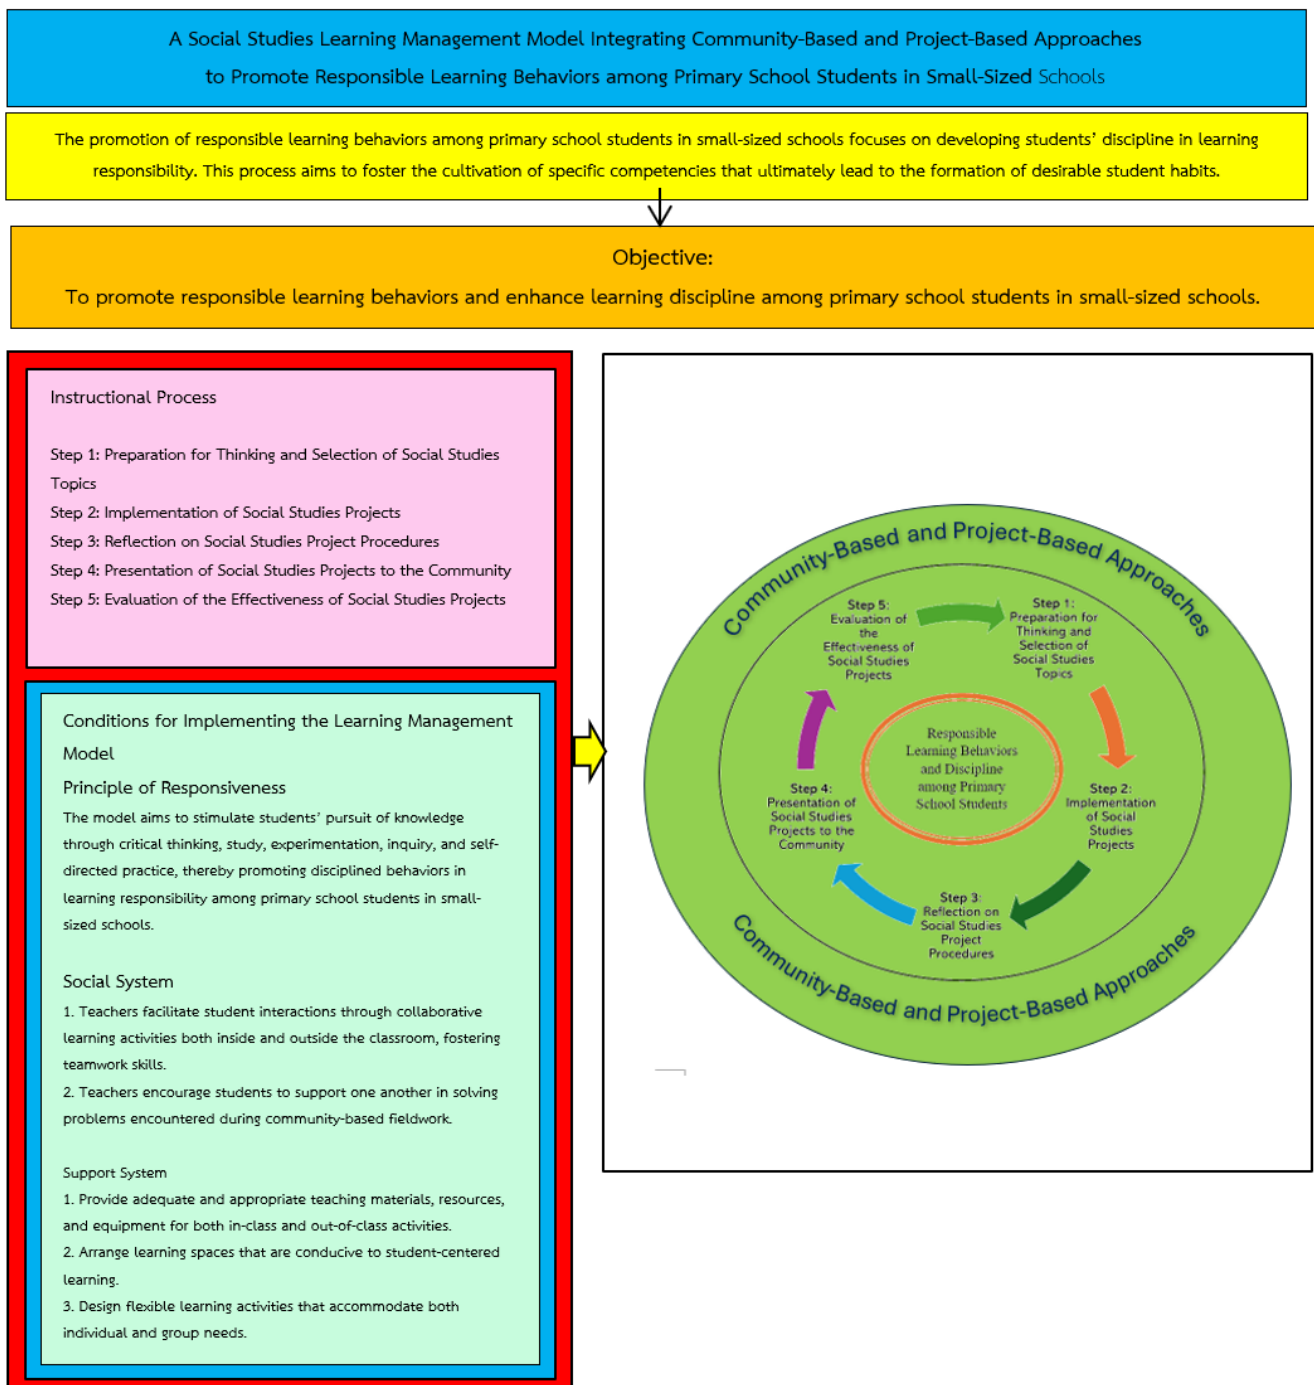 A Social Studies Learning Management Model Integrating Community-Based and Project-Based Approaches
to Promote Responsible Learning Behaviors among Primary School Students in Small-Sized Schools
The promotion of responsible learning behaviors among primary school students in small-sized schools focuses on developing students' discipline in learning
responsibility. This process aims to foster the cultivation of specific competencies that ultimately lead to the formation of desirable student habits.
Objective:
To promote responsible learning behaviors and enhance learning discipline among primary school students in small-sized schools.
Instructional Process
Step 1: Preparation for Thinking and Selection of Social Studies
Topics
Step 2: Implementation of Social Studies Projects
Step 3: Reflection on Social Studies Project Procedures
Step 4: Presentation of Social Studies Projects to the Community
Step 5: Evaluation of the Effectiveness of Social Studies Projects
Conditions for Implementing the Learning Management
Model
Principle of Responsiveness
The model aims to stimulate students' pursuit of knowledge
through critical thinking, study, experimentation, inquiry, and self-
directed practice, thereby promoting disciplined behaviors in
learning responsibility among primary school students in small-
sized schools.
Social System
1. Teachers facilitate student interactions through collaborative
learning activities both inside and outside the classroom, fostering
teamwork skills.
2. Teachers encourage students to support one another in solving
problems encountered during community-based fieldwork.
Support System
1. Provide adequate and appropriate teaching materials, resources,
and equipment for both in-class and out-of-class activities.
2. Arrange learning spaces that are conducive to student-centered
learning.
3. Design flexible learning activities that accommodate both
individual and group needs.
Community-Based and Project-Based Approaches
Step 1:
Preparation for
Thinking and
Selection of
Social Studies
Topics
Step 2:
Implementation
of Social
Studies
Projects
Step 3:
Reflection on
Social Studies
Project
Procedures
Step 4:
Presentation of
Social Studies
Projects to the
Community
Step 5:
Evaluation of
the
Effectiveness of
Social Studies
Projects
Responsible
Learning Behaviors
and Discipline
among Primary
School Students
Community-Based and Project-Based Approaches